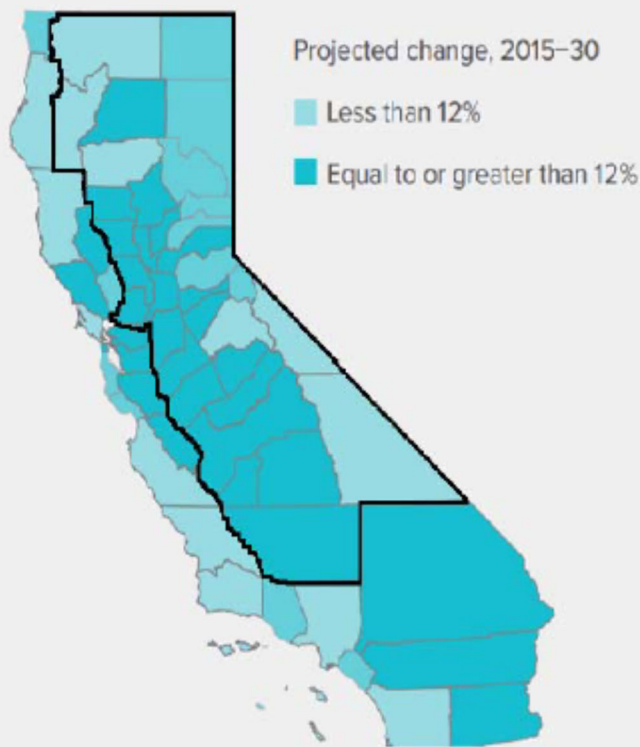 Projected change, 2015–30
Less than 12%
Equal to or greater than 12%